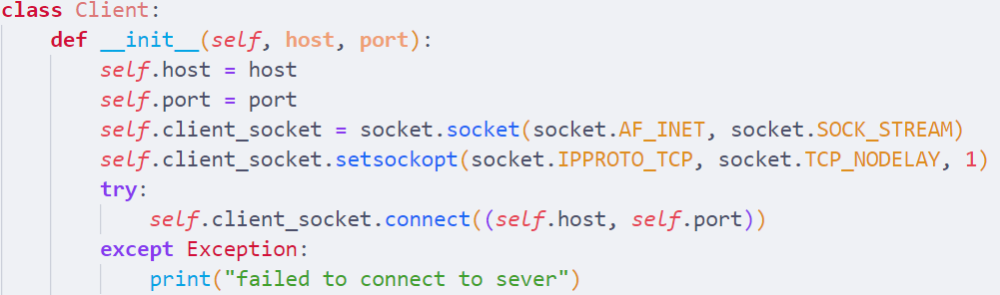 class Client:
    def __init__(self, host, port):
        self.host = host
        self.port = port
        self.client_socket = socket.socket(socket.AF_INET, socket.SOCK_STREAM)
        self.client_socket.setsockopt(socket.IPPROTO_TCP, socket.TCP_NODELAY, 1)
        try:
            self.client_socket.connect((self.host, self.port))
        except Exception:
            print("failed to connect to sever")